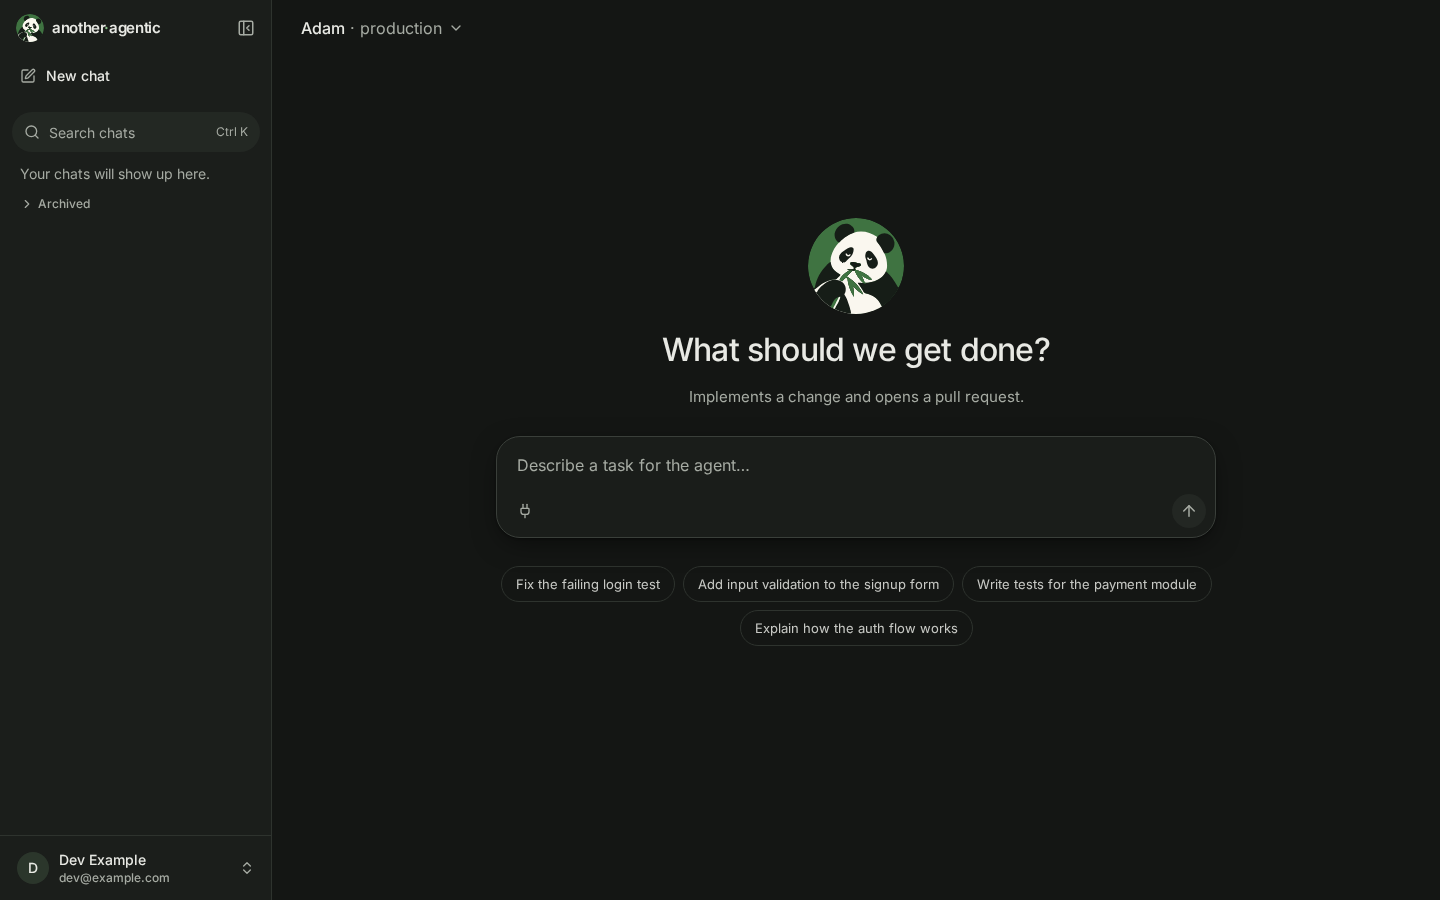 another·agentic
New chat
Search chats Ctrl K
Your chats will show up here.
Archived
Dev Example
dev@example.com
D
Adam · production
What should we get done?
Implements a change and opens a pull request.
Describe a task for the agent...
Fix the failing login test
Add input validation to the signup form
Write tests for the payment module
Explain how the auth flow works